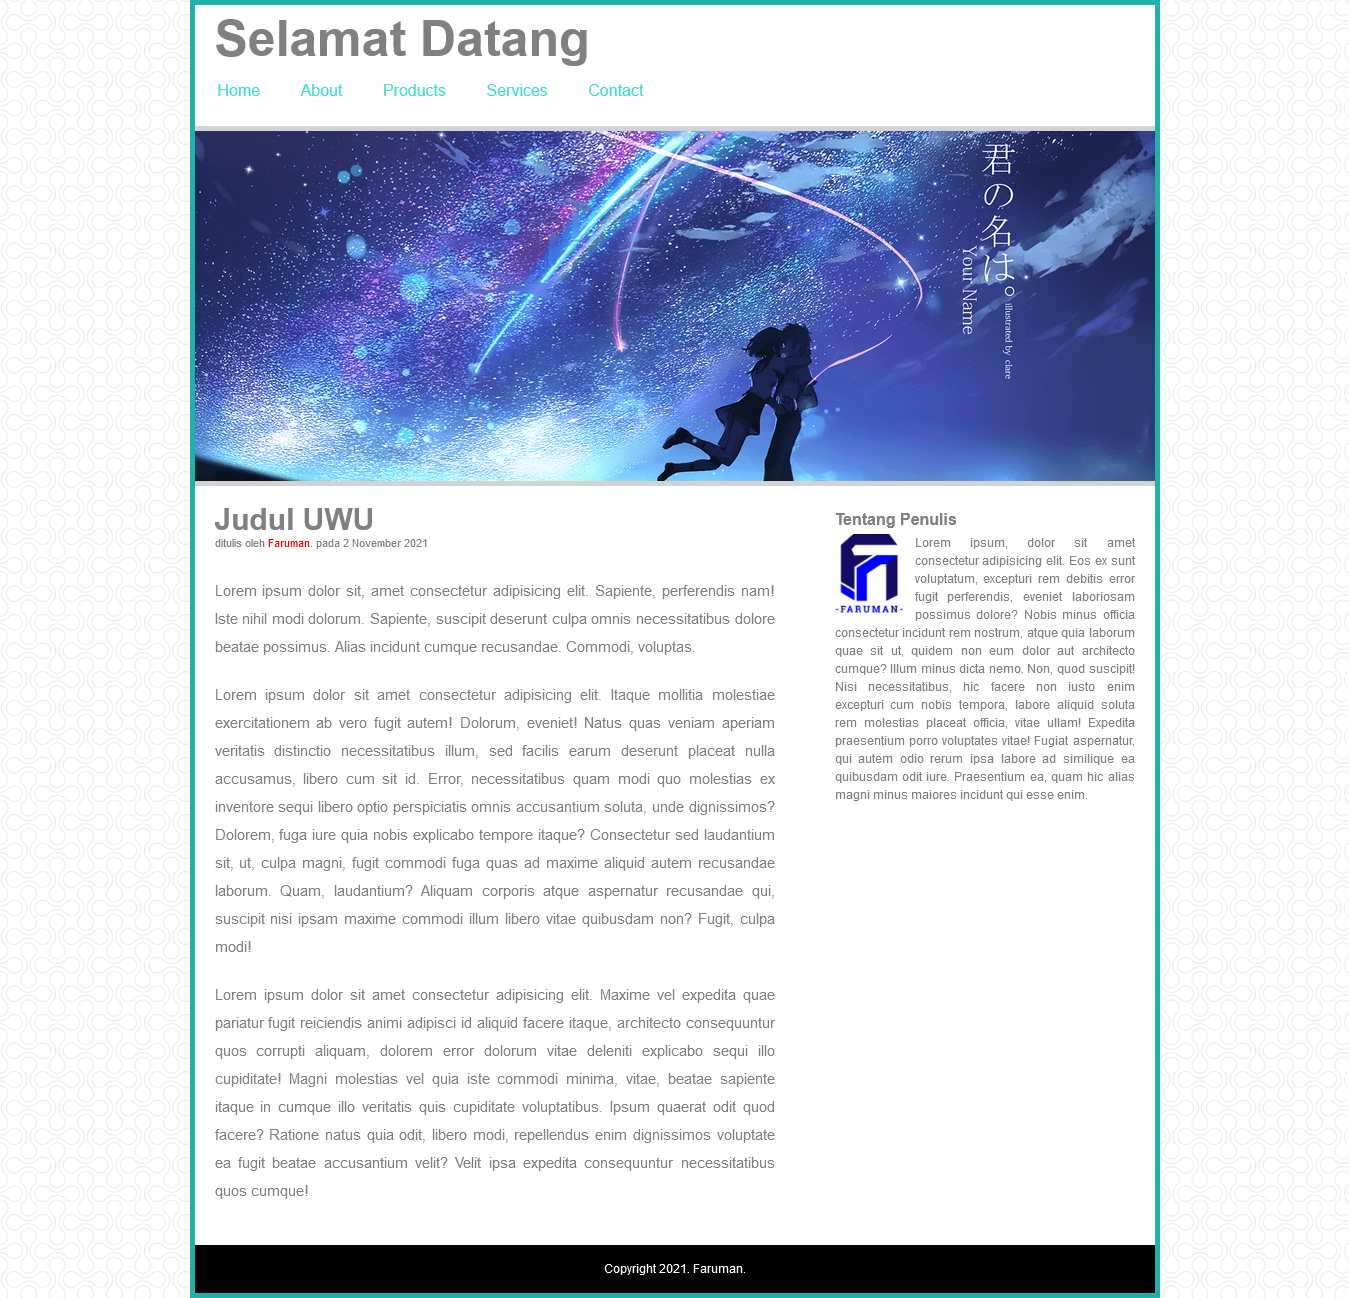 Selamat Datang
Home About Products Services Contact
君の名は。
Your Name
illustrated by clare
Judul UWU
ditulis oleh Faruman. pada 2 November 2021
Lorem ipsum dolor sit, amet consectetur adipisicing elit. Sapiente, perferendis nam!
Iste nihil modi dolorum. Sapiente, suscipit deserunt culpa omnis necessitatibus dolore
beatae possimus. Alias incidunt cumque recusandae. Commodi, voluptas.
Lorem ipsum dolor sit amet consectetur adipisicing elit. Itaque mollitia molestiae
exercitationem ab vero fugit autem! Dolorum, eveniet! Natus quas veniam aperiam
veritatis distinctio necessitatibus illum, sed facilis earum deserunt placeat nulla
accusamus, libero cum sit id. Error, necessitatibus quam modi quo molestias ex
inventore sequi libero optio perspiciatis omnis accusantium soluta, unde dignissimos?
Dolorem, fuga iure quia nobis explicabo tempore itaque? Consectetur sed laudantium
sit, ut, culpa magni, fugit commodi fuga quas ad maxime aliquid autem recusandae
laborum. Quam, laudantium? Aliquam corporis atque aspernatur recusandae qui,
suscipit nisi ipsam maxime commodi illum libero vitae quibusdam non? Fugit, culpa
modi!
Lorem ipsum dolor sit amet consectetur adipisicing elit. Maxime vel expedita quae
pariatur fugit reiciendis animi adipisci id aliquid facere itaque, architecto consequuntur
quos corrupti aliquam, dolorem error dolorum vitae deleniti explicabo sequi illo
cupiditate! Magni molestias vel quia iste commodi minima, vitae, beatae sapiente
itaque in cumque illo veritatis quis cupiditate voluptatibus. Ipsum quaerat odit quod
facere? Ratione natus quia odit, libero modi, repellendus enim dignissimos voluptate
ea fugit beatae accusantium velit? Velit ipsa expedita consequuntur necessitatibus
quos cumque!
Tentang Penulis
-FARUMAN-
Lorem ipsum, dolor sit amet
consectetur adipisicing elit. Eos ex sunt
voluptatum, excepturi rem debitis error
fugit perferendis, eveniet laboriosam
possimus dolore? Nobis minus officia
consectetur incidunt rem nostrum, atque quia laborum
quae sit ut, quidem non eum dolor aut architecto
cumque? Illum minus dicta nemo. Non, quod suscipit!
Nisi necessitatibus, hic facere non iusto enim
excepturi cum nobis tempora, labore aliquid soluta
rem molestias placeat officia, vitae ullam! Expedita
praesentium porro voluptates vitae! Fugiat aspernatur,
qui autem odio rerum ipsa labore ad similique ea
quibusdam odit iure. Praesentium ea, quam hic alias
magni minus maiores incidunt qui esse enim.
Copyright 2021. Faruman.